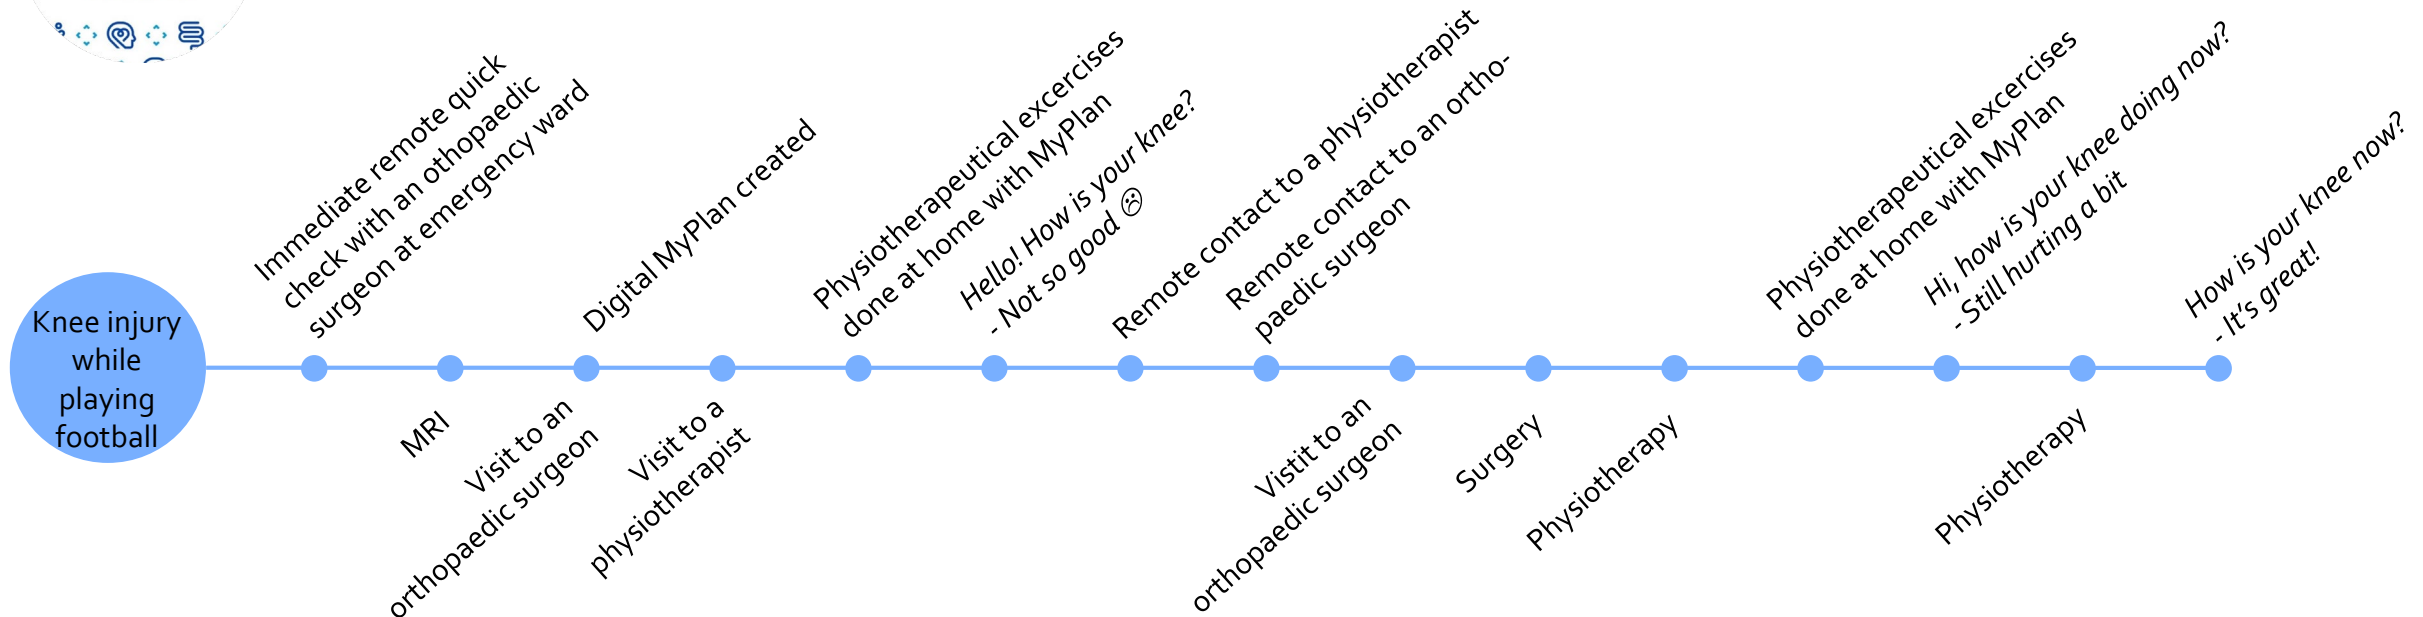 Knee injury
while
playing
football
Immediate remote quick
check with an othopaedic
surgeon at emergency ward
MRI
Digital MyPlan created
Visit to an
orthopaedic surgeon
Visit to a
physiotherapist
Physiotherapeutical excercises
done at home with MyPlan
Hello! How is your knee?
- Not so good ☹
Remote contact to a physiotherapist
Remote contact to an ortho-
paedic surgeon
Vistit to an
orthopaedic surgeon
Surgery
Physiotherapy
Physiotherapeutical excercises
done at home with MyPlan
Hi, how is your knee doing now?
- Still hurting a bit
Physiotherapy
How is your knee now?
- It's great!